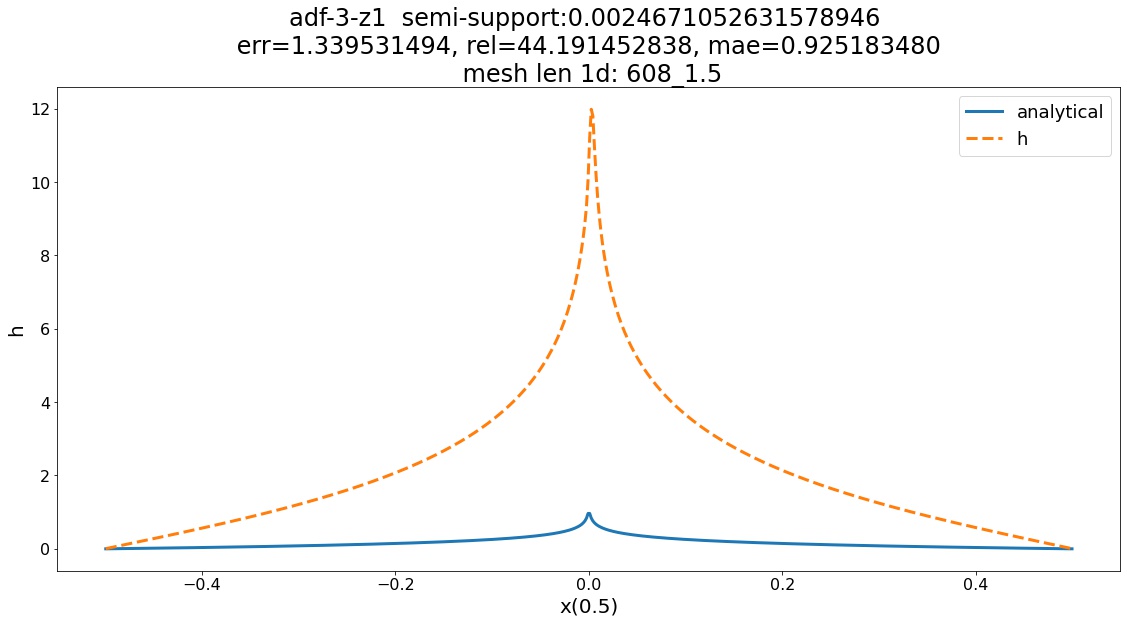 adf-3-z1  semi-support:0.0024671052631578946
err=1.339531494, rel=44.191452838, mae=0.925183480
mesh len 1d: 608_1.5
analytical
h
12
10
8
6
4
2
0
h
−0.4
−0.2
0.0
0.2
0.4
x(0.5)